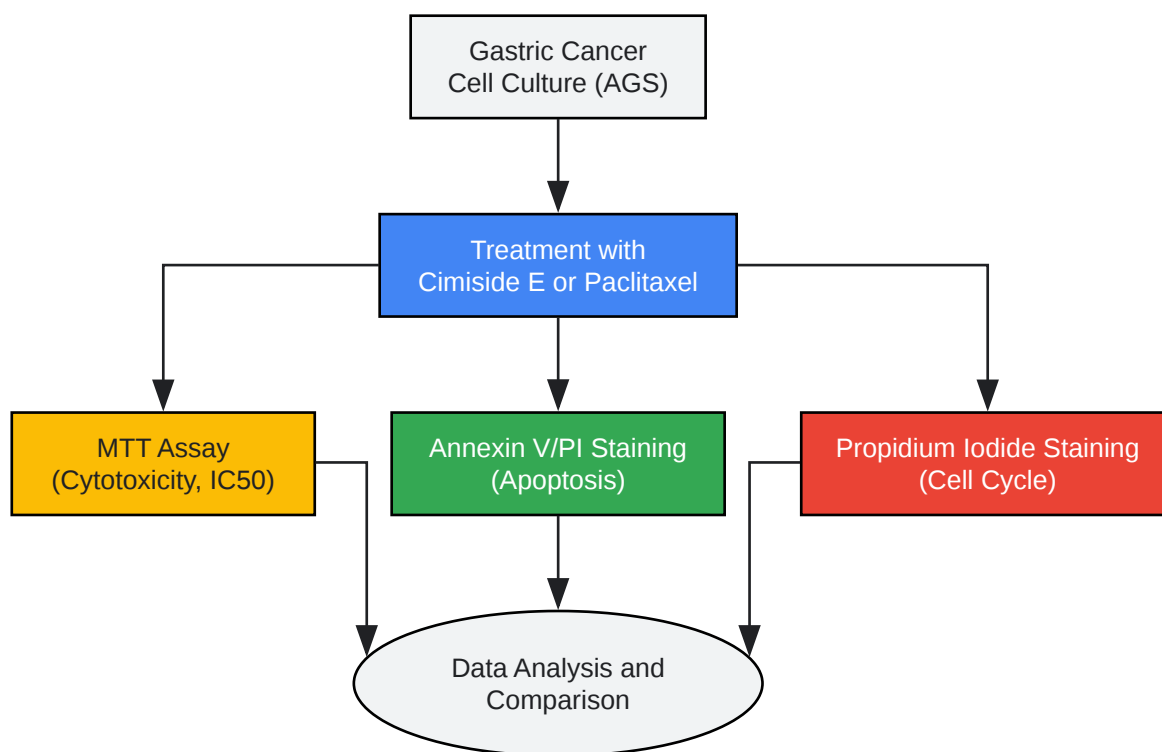 Gastric Cancer
Cell Culture (AGS)
Treatment with
Cimiside E or Paclitaxel
MTT Assay
(Cytotoxicity, IC50)
Annexin V/PI Staining
(Apoptosis)
Propidium Iodide Staining
(Cell Cycle)
Data Analysis and
Comparison